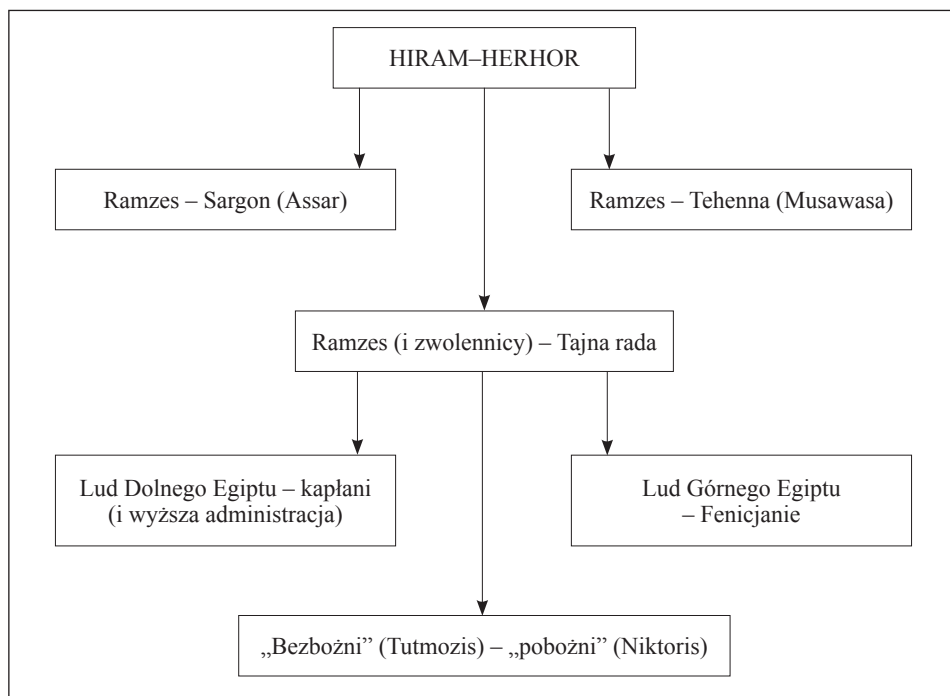 HIRAM–HERHOR
Ramzes – Sargon (Assar)
Ramzes – Tehenna (Musawasa)
Ramzes (i zwolennicy) – Tajna rada
Lud Dolnego Egiptu – kapłani
(i wyższa administracja)
Lud Górnego Egiptu
– Fenicjanie
„Bezbożni” (Tutmozis) – „pobożni” (Niktoris)